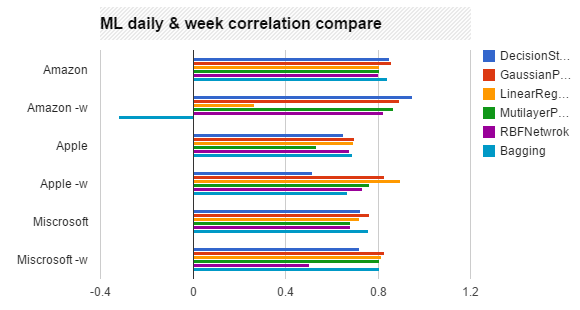 ML daily & week correlation compare
Amazon
Amazon -w
Apple
Apple -w
Miscrosoft
Miscrosoft -w
-0.4
0
0.4
0.8
1.2
DecisionSt...
GaussianP...
LinearReg...
MutilayerP...
RBFNetwrok
Bagging